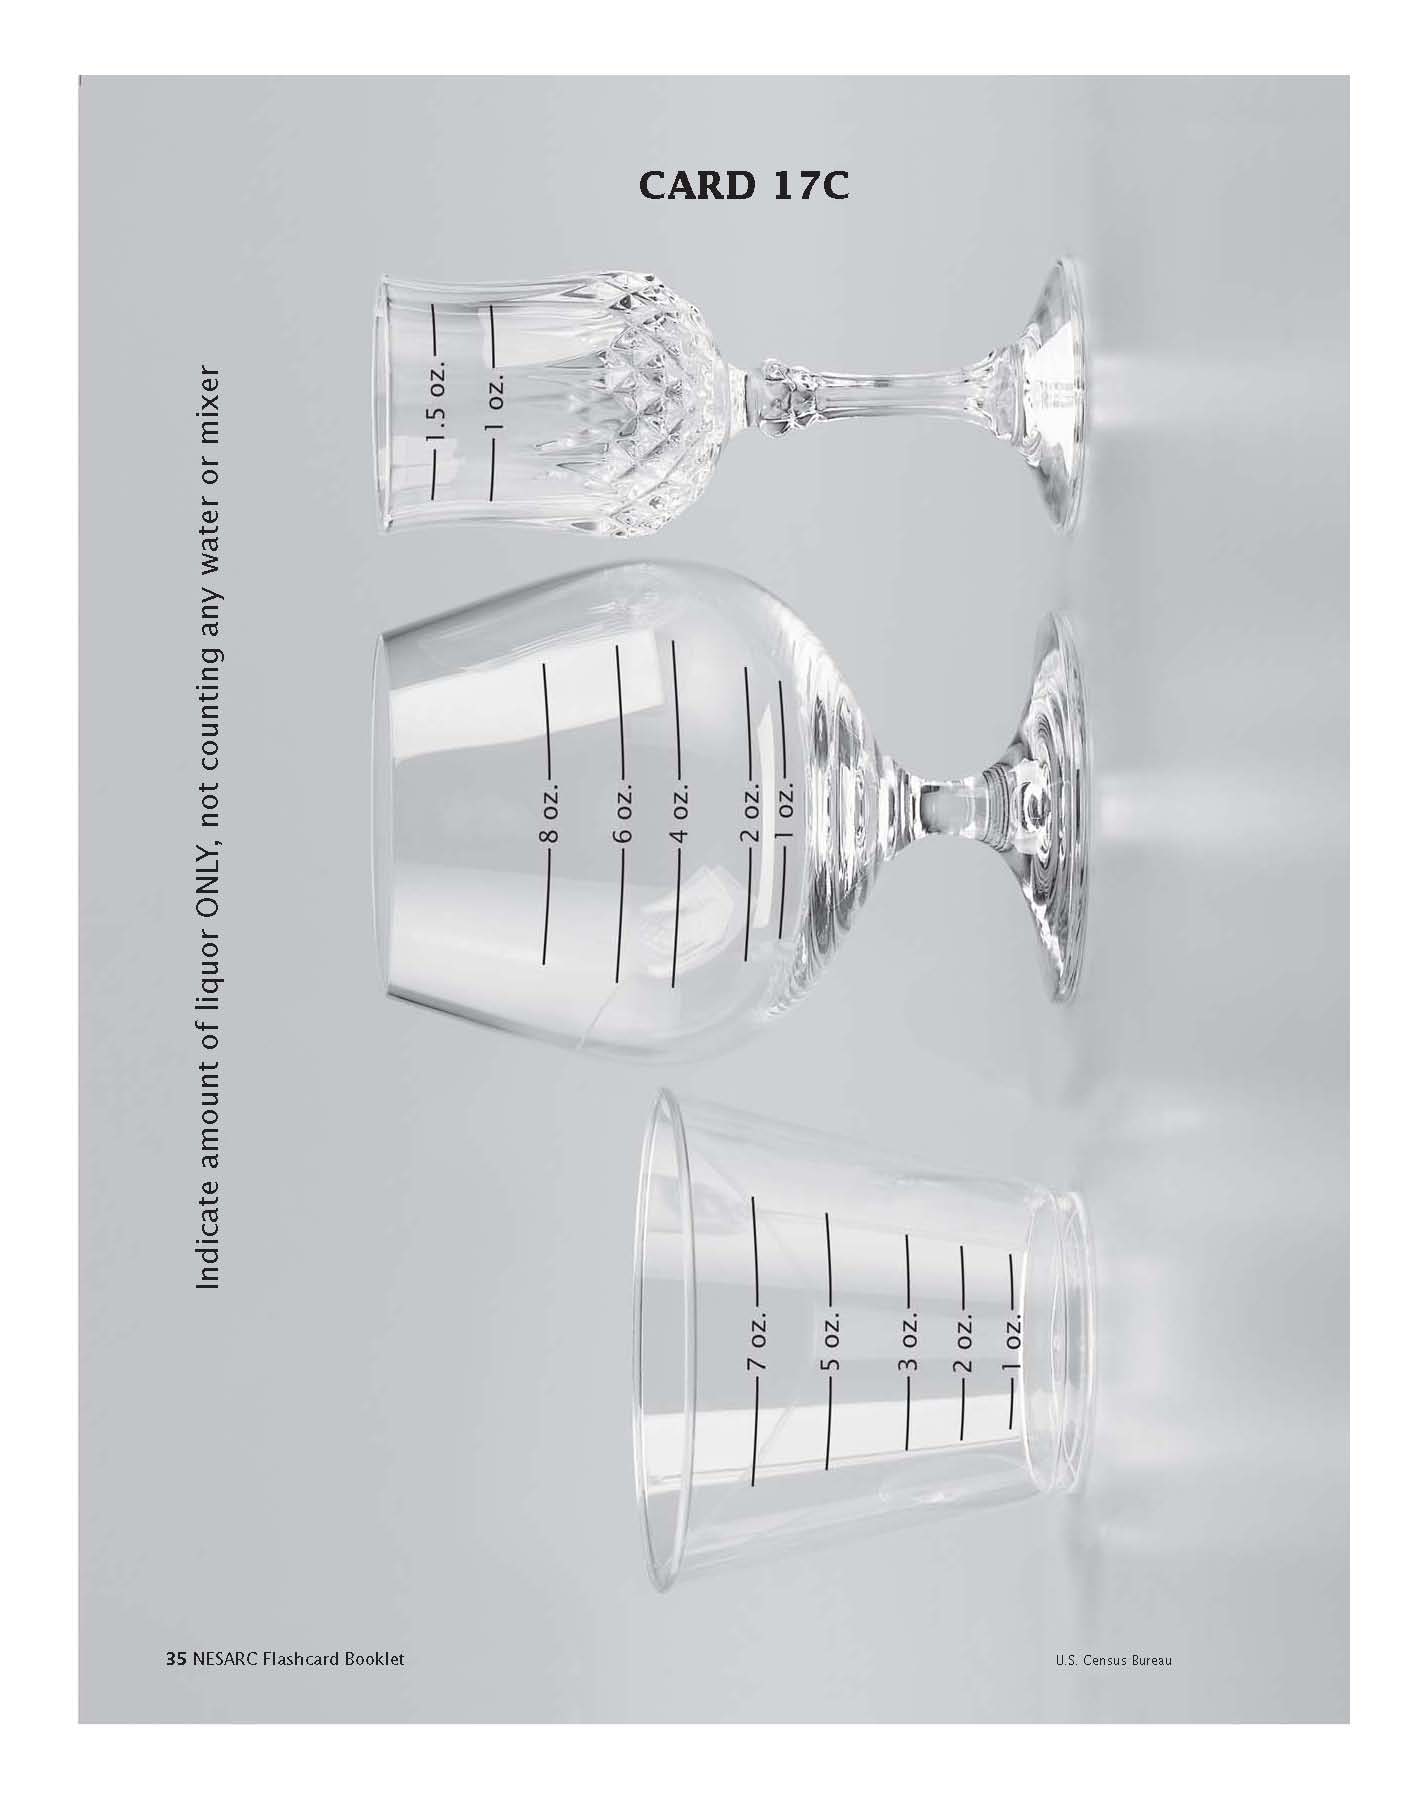 CARD 17C
Indicate amount of liquor ONLY, not counting any water or mixer
7 oz.
5 oz.
3 oz.
2 oz.
1 oz.
8 oz.
6 oz.
4 oz.
2 oz.
1 oz.
1.5 oz.
1 oz.
35 NESARC Flashcard Booklet
U.S. Census Bureau